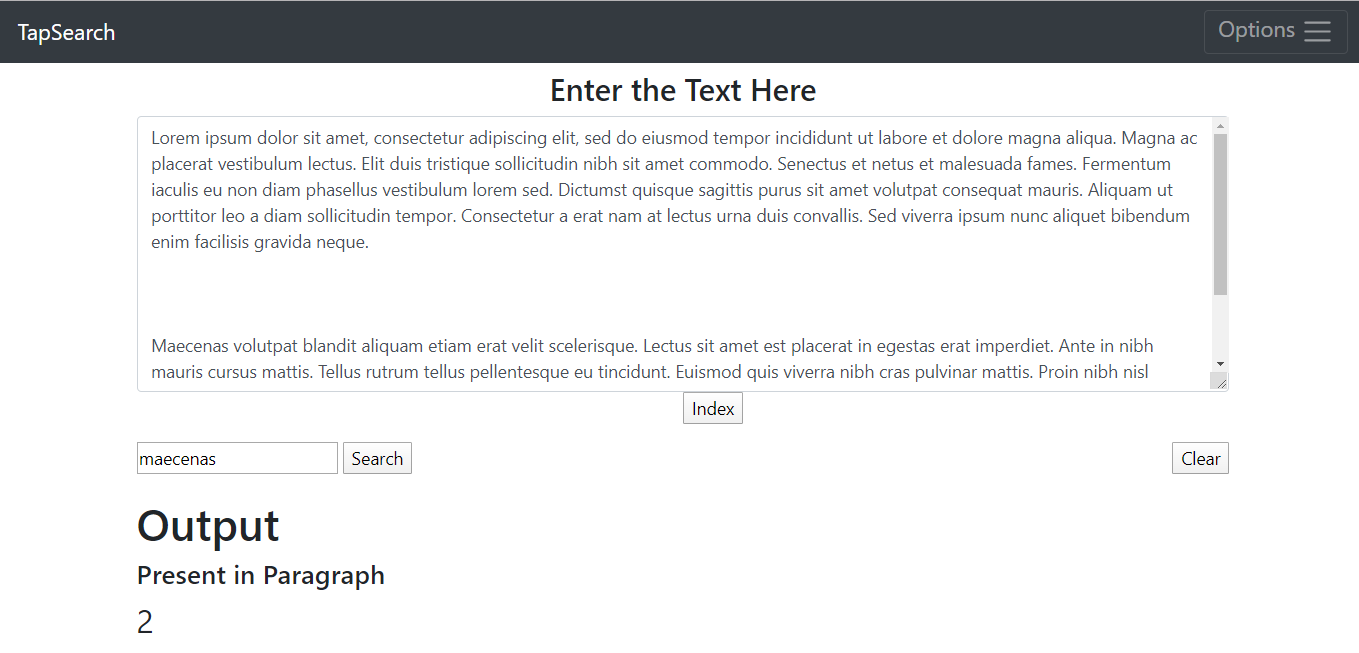 TapSearch
Options
Enter the Text Here
Lorem ipsum dolor sit amet, consectetur adipiscing elit, sed do eiusmod tempor incididunt ut labore et dolore magna aliqua. Magna ac
placerat vestibulum lectus. Elit duis tristique sollicitudin nibh sit amet commodo. Senectus et netus et malesuada fames. Fermentum
iaculis eu non diam phasellus vestibulum lorem sed. Dictumst quisque sagittis purus sit amet volutpat consequat mauris. Aliquam ut
porttitor leo a diam sollicitudin tempor. Consectetur a erat nam at lectus urna duis convallis. Sed viverra ipsum nunc aliquet bibendum
enim facilisis gravida neque.
Maecenas volutpat blandit aliquam etiam erat velit scelerisque. Lectus sit amet est placerat in egestas erat imperdiet. Ante in nibh
mauris cursus mattis. Tellus rutrum tellus pellentesque eu tincidunt. Euismod quis viverra nibh cras pulvinar mattis. Proin nibh nisl
Index
maecenas
Search
Clear
Output
Present in Paragraph
2